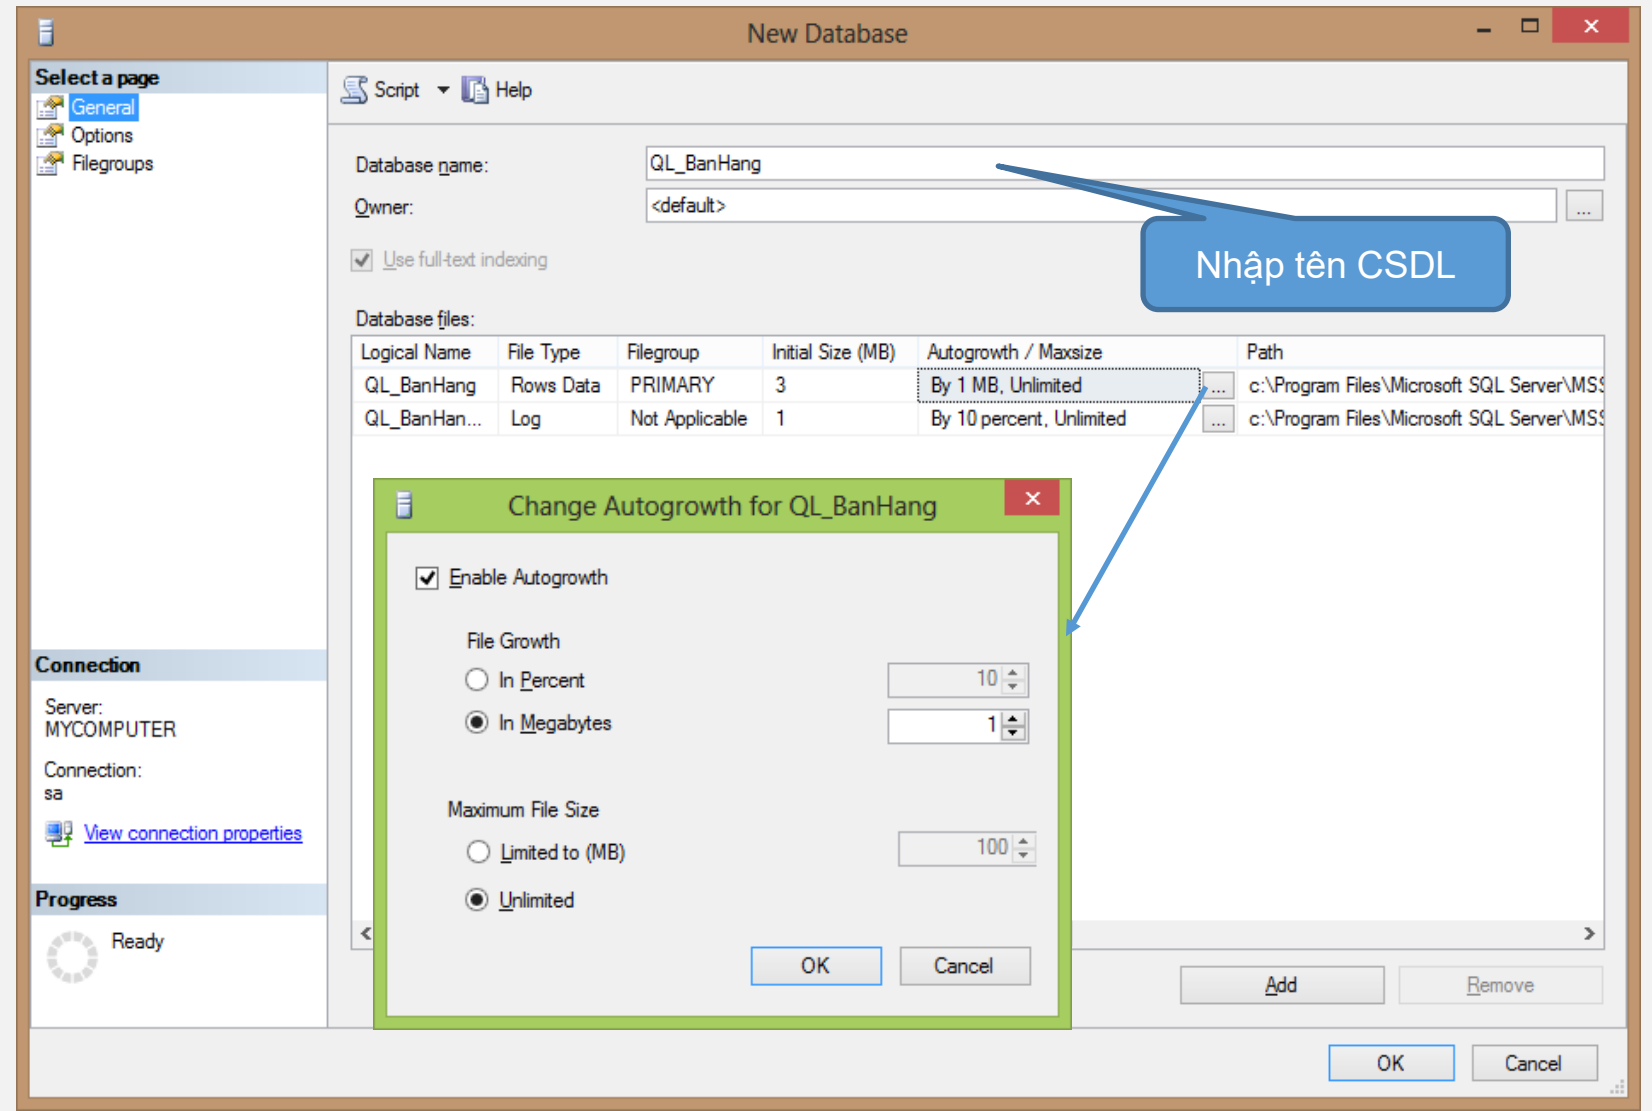 New Database
Select a page
General
Options
Filegroups
Script Help
Database name: QL_BanHang
Owner: <default> ...
Nhập tên CSDL
Use full-text indexing
Database files:
Logical Name File Type Filegroup Initial Size (MB) Autogrowth / Maxsize Path
QL_BanHang Rows Data PRIMARY 3 By 1 MB, Unlimited ... c:\Program Files\Microsoft SQL Server\MSS
QL_BanHan... Log Not Applicable 1 By 10 percent, Unlimited ... c:\Program Files\Microsoft SQL Server\MSS
Change Autogrowth for QL_BanHang
Enable Autogrowth
File Growth
In Percent 10
In Megabytes 1
Maximum File Size
Limited to (MB) 100
Unlimited
OK Cancel
Connection
Server:
MYCOMPUTER
Connection:
sa
View connection properties
Progress
Ready
Add Remove
OK Cancel